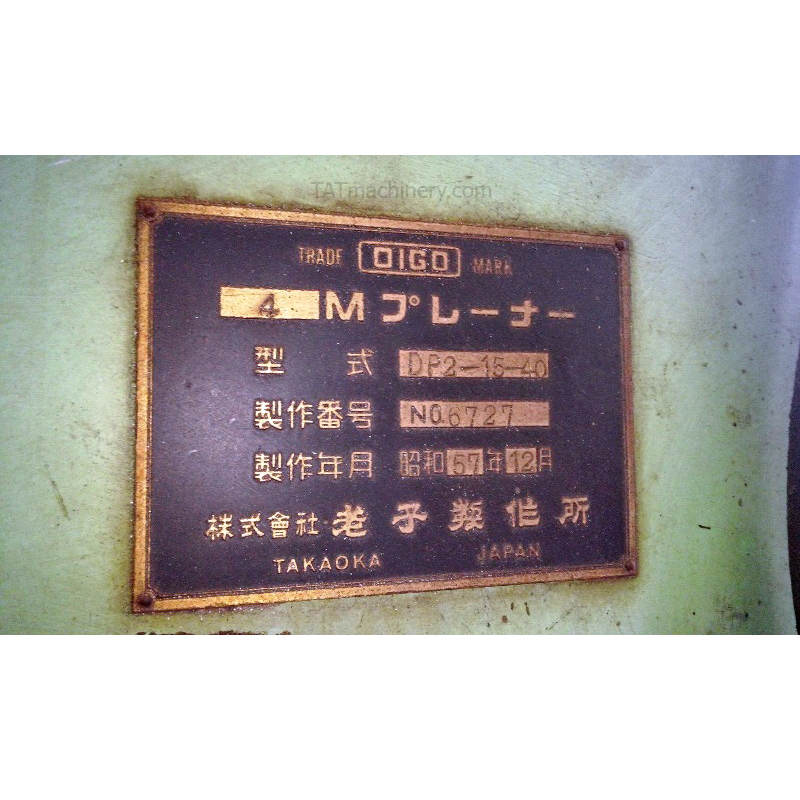 TATmachinery.com
TRADE OIGO MARK
4 M プレーナー
型 式 DP2-15-40
製作番号 NO.6727
製作年月 昭和57年12月
株式會社 老子製作所
TAKAOKA JAPAN